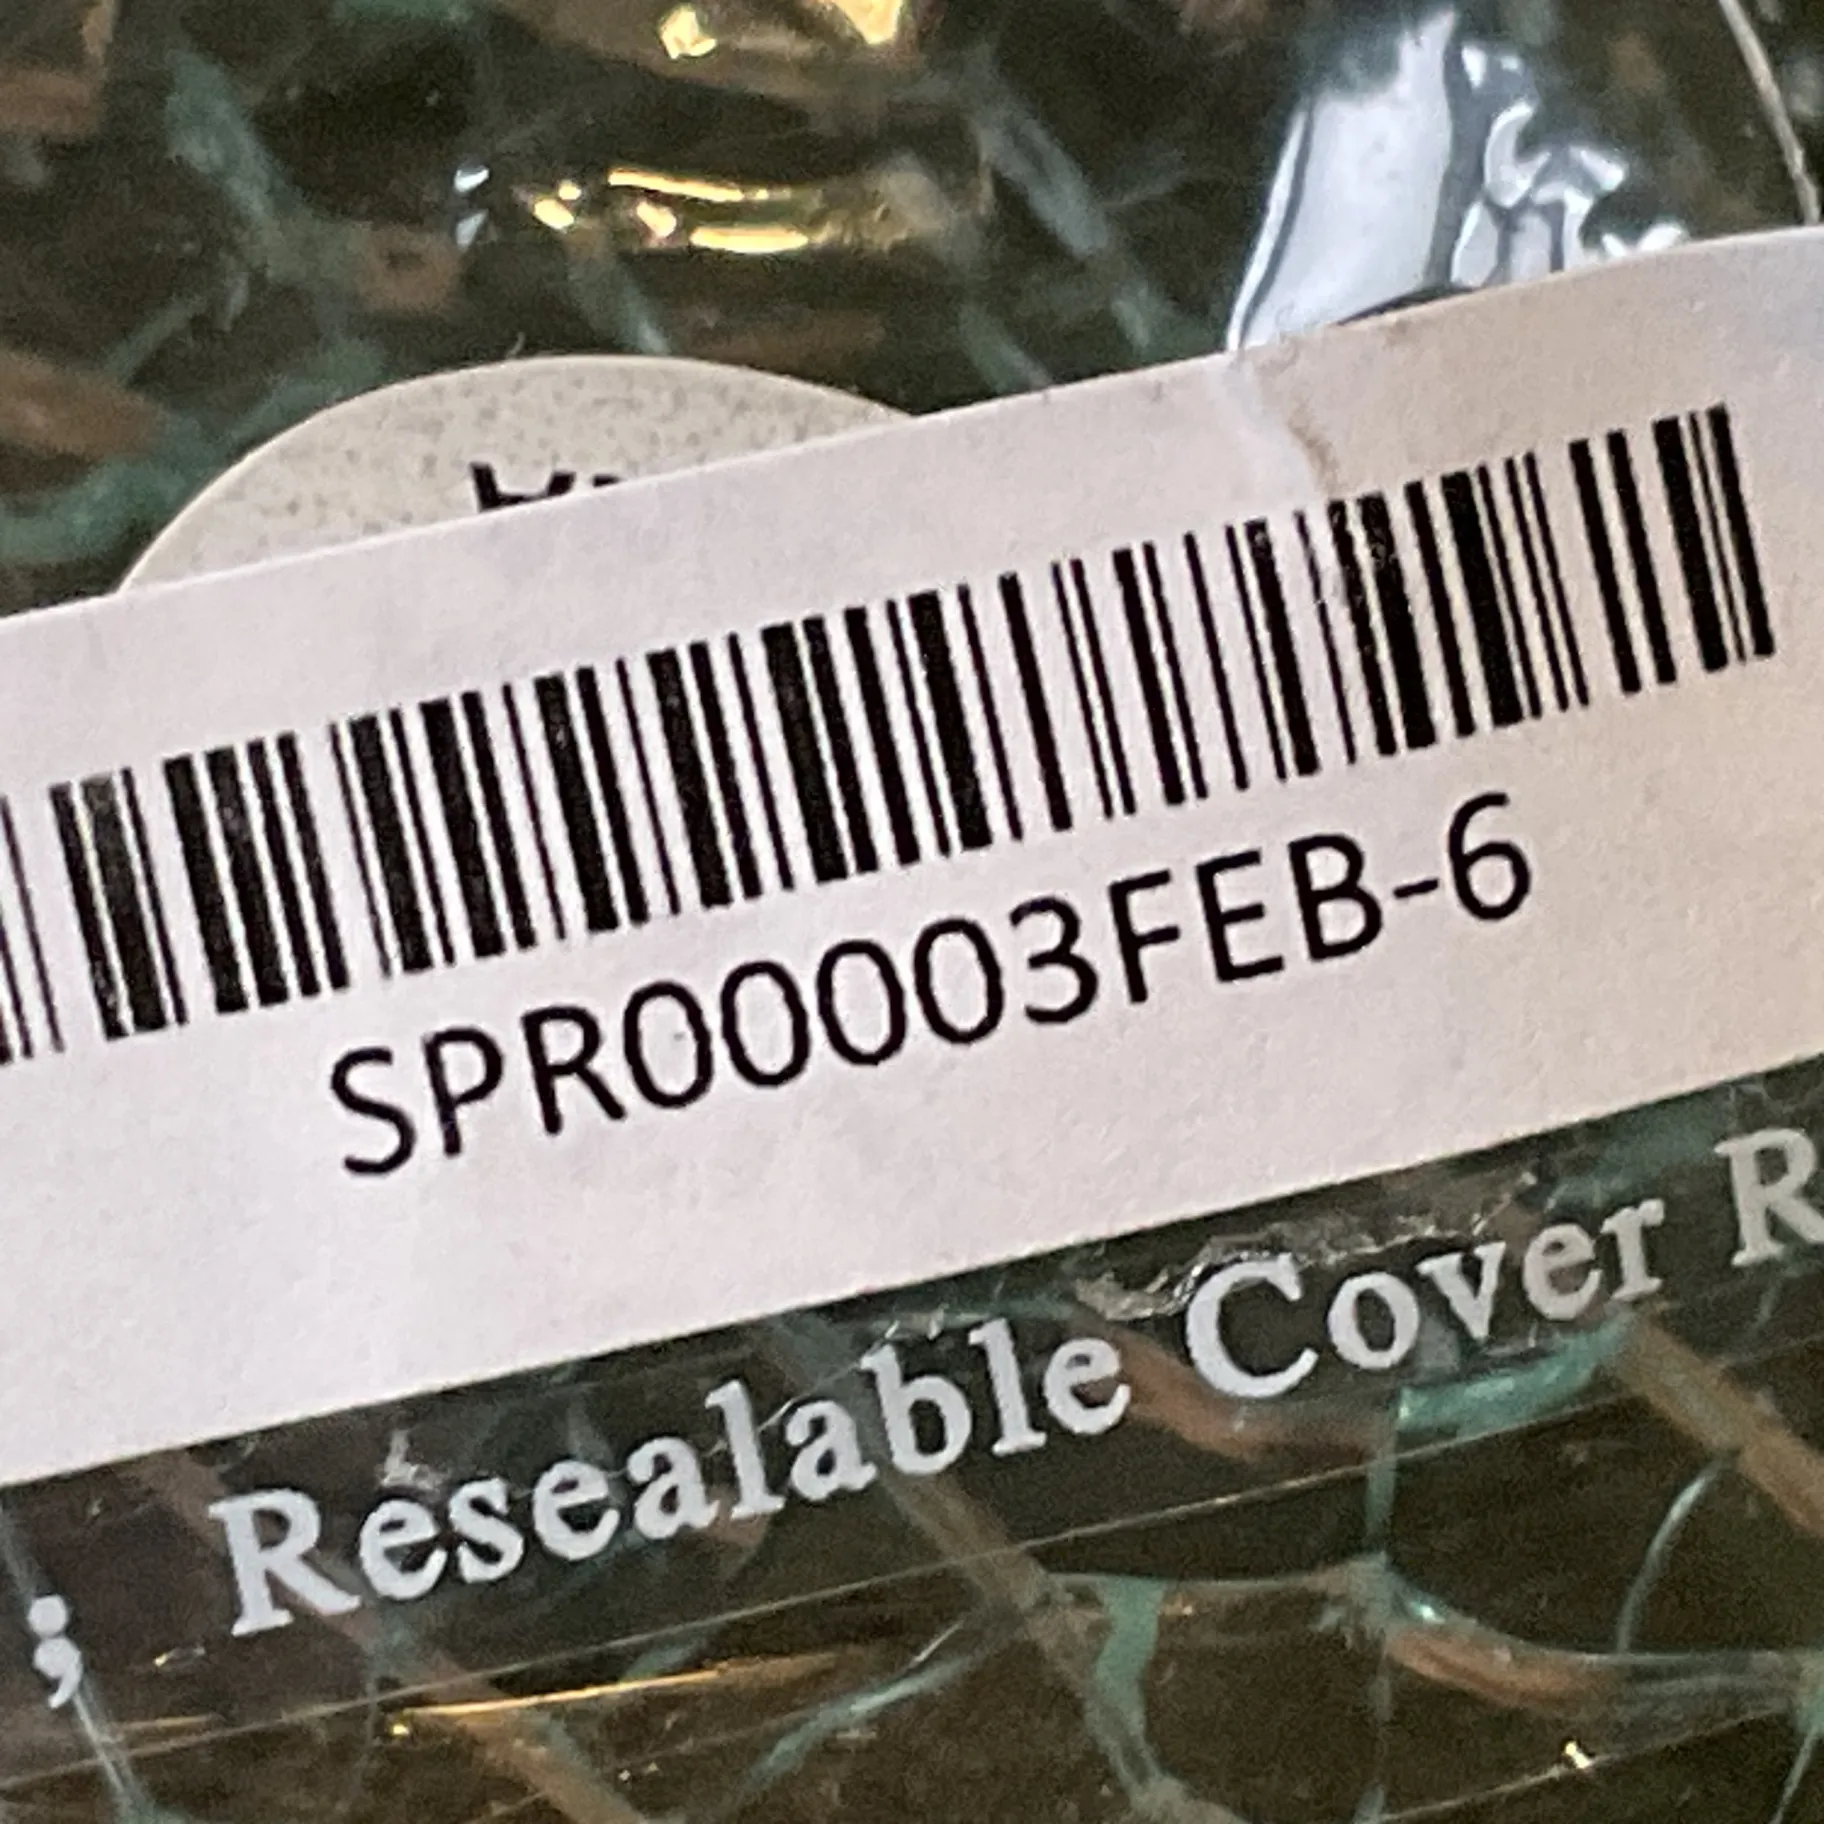 SPR00003FEB-6
; Resealable Cover R